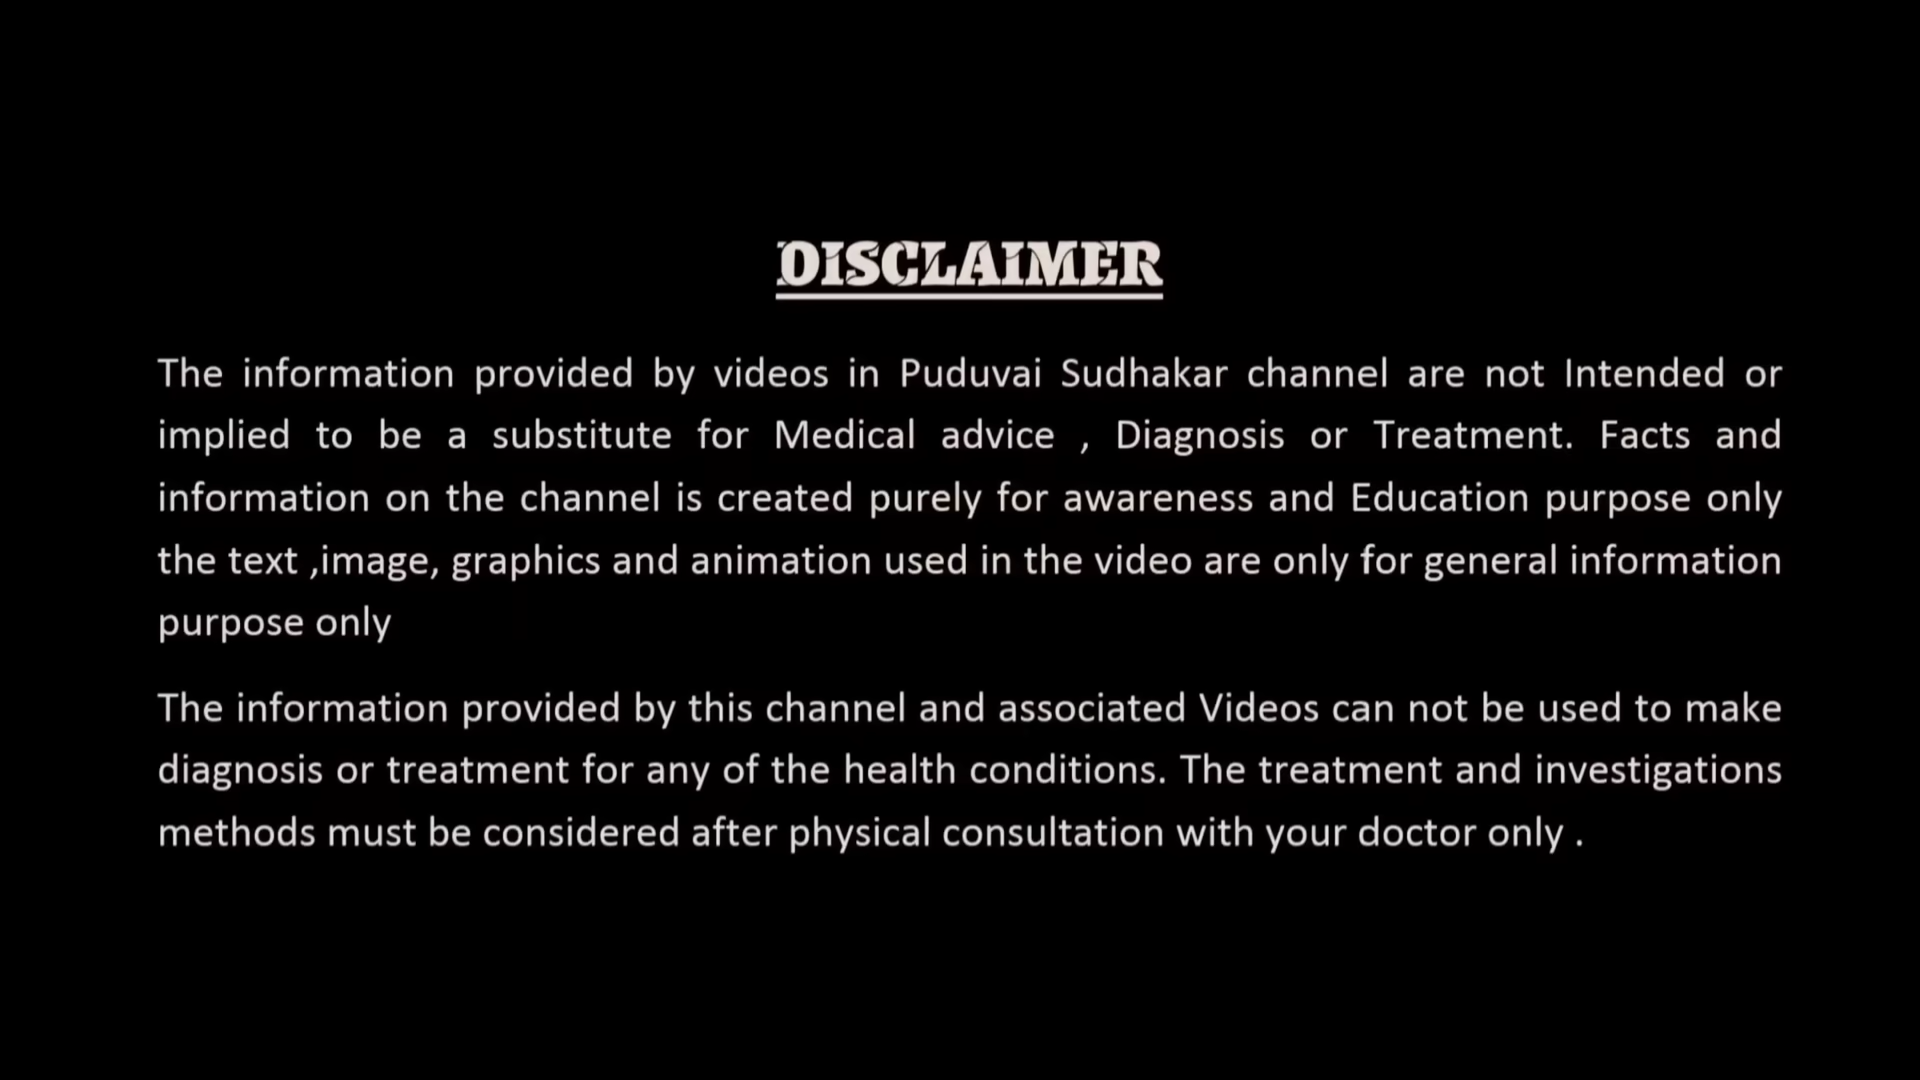 DISCLAIMER
The information provided by videos in Puduvai Sudhakar channel are not Intended or
implied to be a substitute for Medical advice , Diagnosis or Treatment. Facts and
information on the channel is created purely for awareness and Education purpose only
the text ,image, graphics and animation used in the video are only for general information
purpose only
The information provided by this channel and associated Videos can not be used to make
diagnosis or treatment for any of the health conditions. The treatment and investigations
methods must be considered after physical consultation with your doctor only .